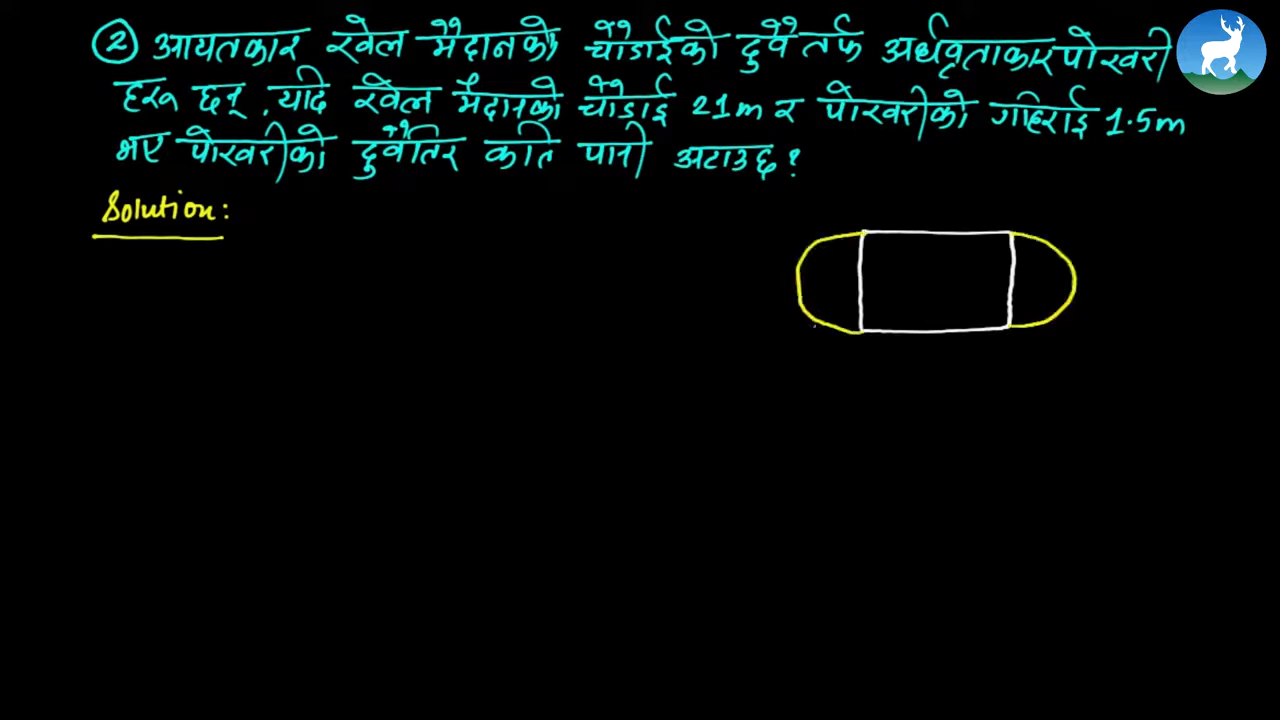 ② आयतकार खेल मैदानको चौडाईको दुवै तर्फ अर्धवृताकार पोखरी
हरु छन्, यदि खेल मैदानको चौडाई 21m र पोखरीको गहिराई 1.5m
भए पोखरीको दुवैतिर कति पानी अटाउछ ?
Solution: